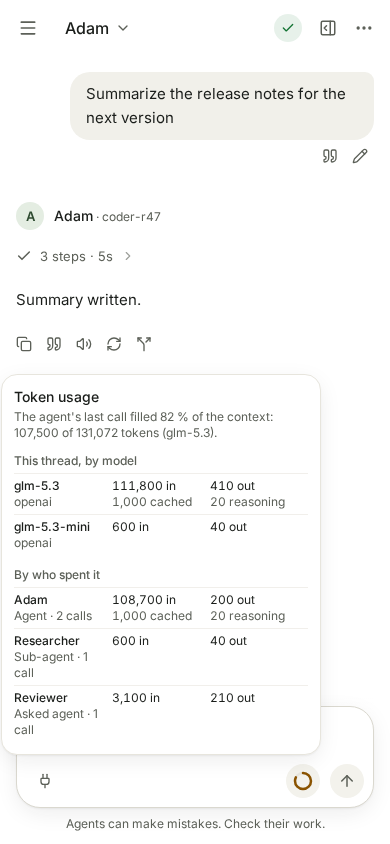 Adam
Summarize the release notes for the
next version
A Adam · coder-r47
3 steps · 5s
Summary written.
Token usage
The agent's last call filled 82 % of the context:
107,500 of 131,072 tokens (glm-5.3).
This thread, by model
glm-5.3 111,800 in 410 out
openai 1,000 cached 20 reasoning
glm-5.3-mini 600 in 40 out
openai
By who spent it
Adam 108,700 in 200 out
Agent · 2 calls 1,000 cached 20 reasoning
Researcher 600 in 40 out
Sub-agent · 1
call
Reviewer 3,100 in 210 out
Asked agent · 1
call
Agents can make mistakes. Check their work.